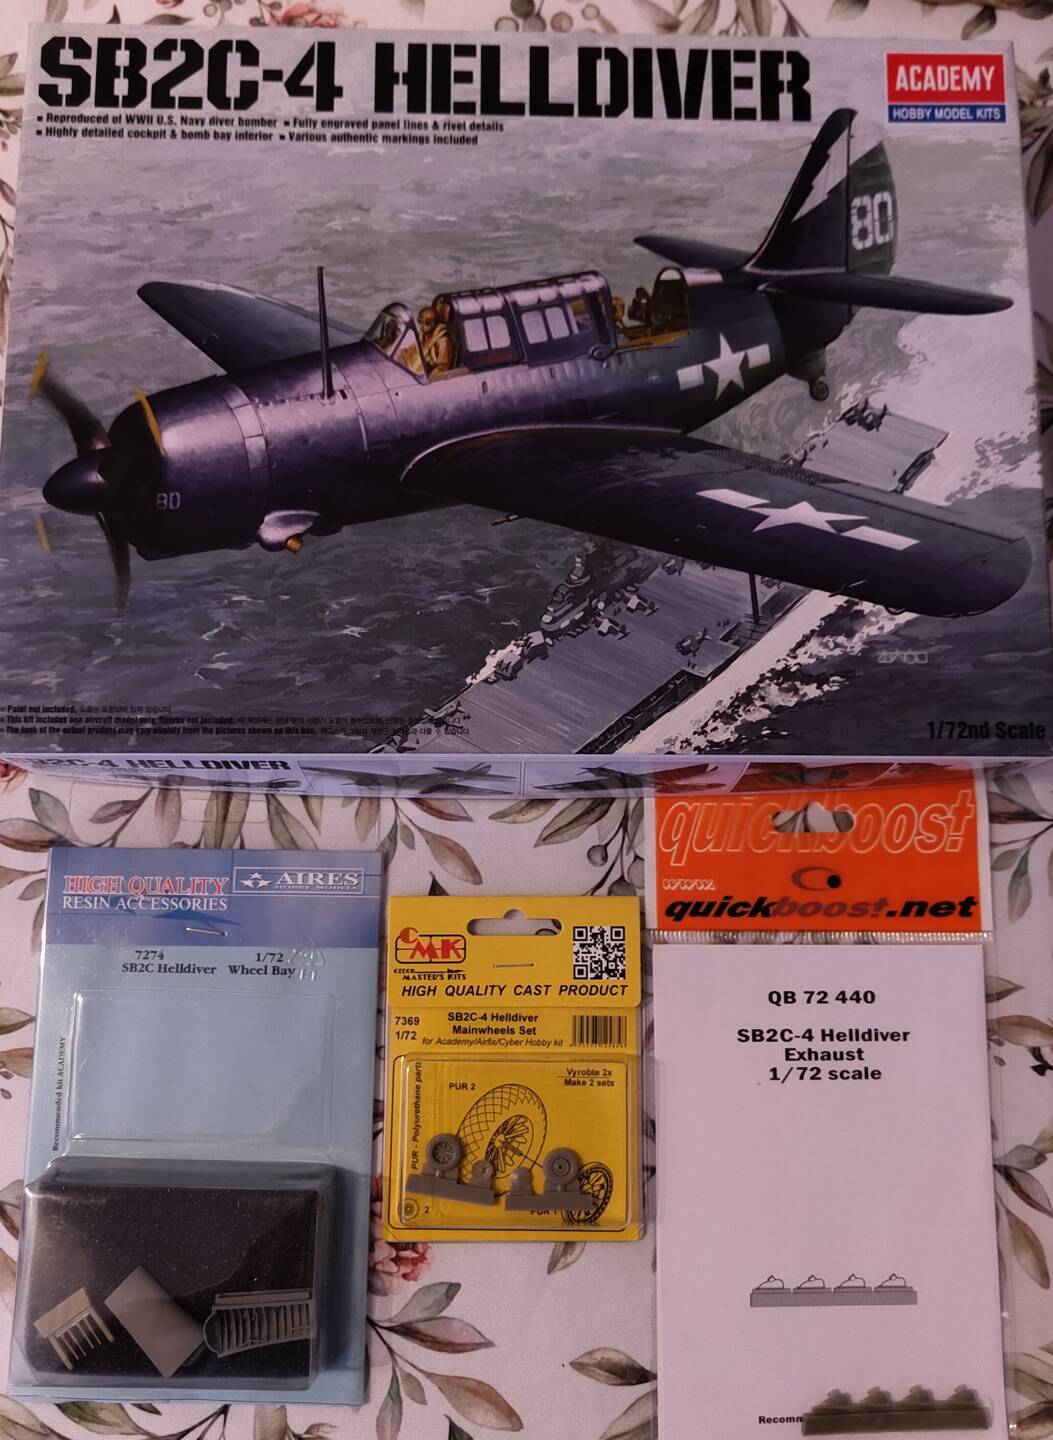 SB2C-4 HELLDIVER
ACADEMY
HOBBY MODEL KITS
▪ Reproduced of WWII U.S. Navy diver bomber ▪ Fully engraved panel lines & rivet details
▪ Highly detailed cockpit & bomb bay interior ▪ Various authentic markings included
80
80
▪ Paint not included.
▪ This kit includes one aircraft model only, figures not included.
▪ The look of the actual product may vary slightly from the pictures shown on this box.
1/72nd Scale
B2C-4 HELLDIVER
HIGH QUALITY
RESIN ACCESSORIES
AIRES
HOBBY MODELS
7274 1/72
SB2C Helldiver Wheel Bay
Recommended kit ACADEMY
CMK
CZECH
MASTER'S KITS
HIGH QUALITY CAST PRODUCT
7369
1/72
SB2C-4 Helldiver
Mainwheels Set
for Academy/Airfix/Cyber Hobby kit
PUR - Polyurethane parts
PUR 2
Vyrobte 2x
Make 2 sets
2
PUR 1
quickboost
www.
quickboost.net
QB 72 440
SB2C-4 Helldiver
Exhaust
1/72 scale
Recomm